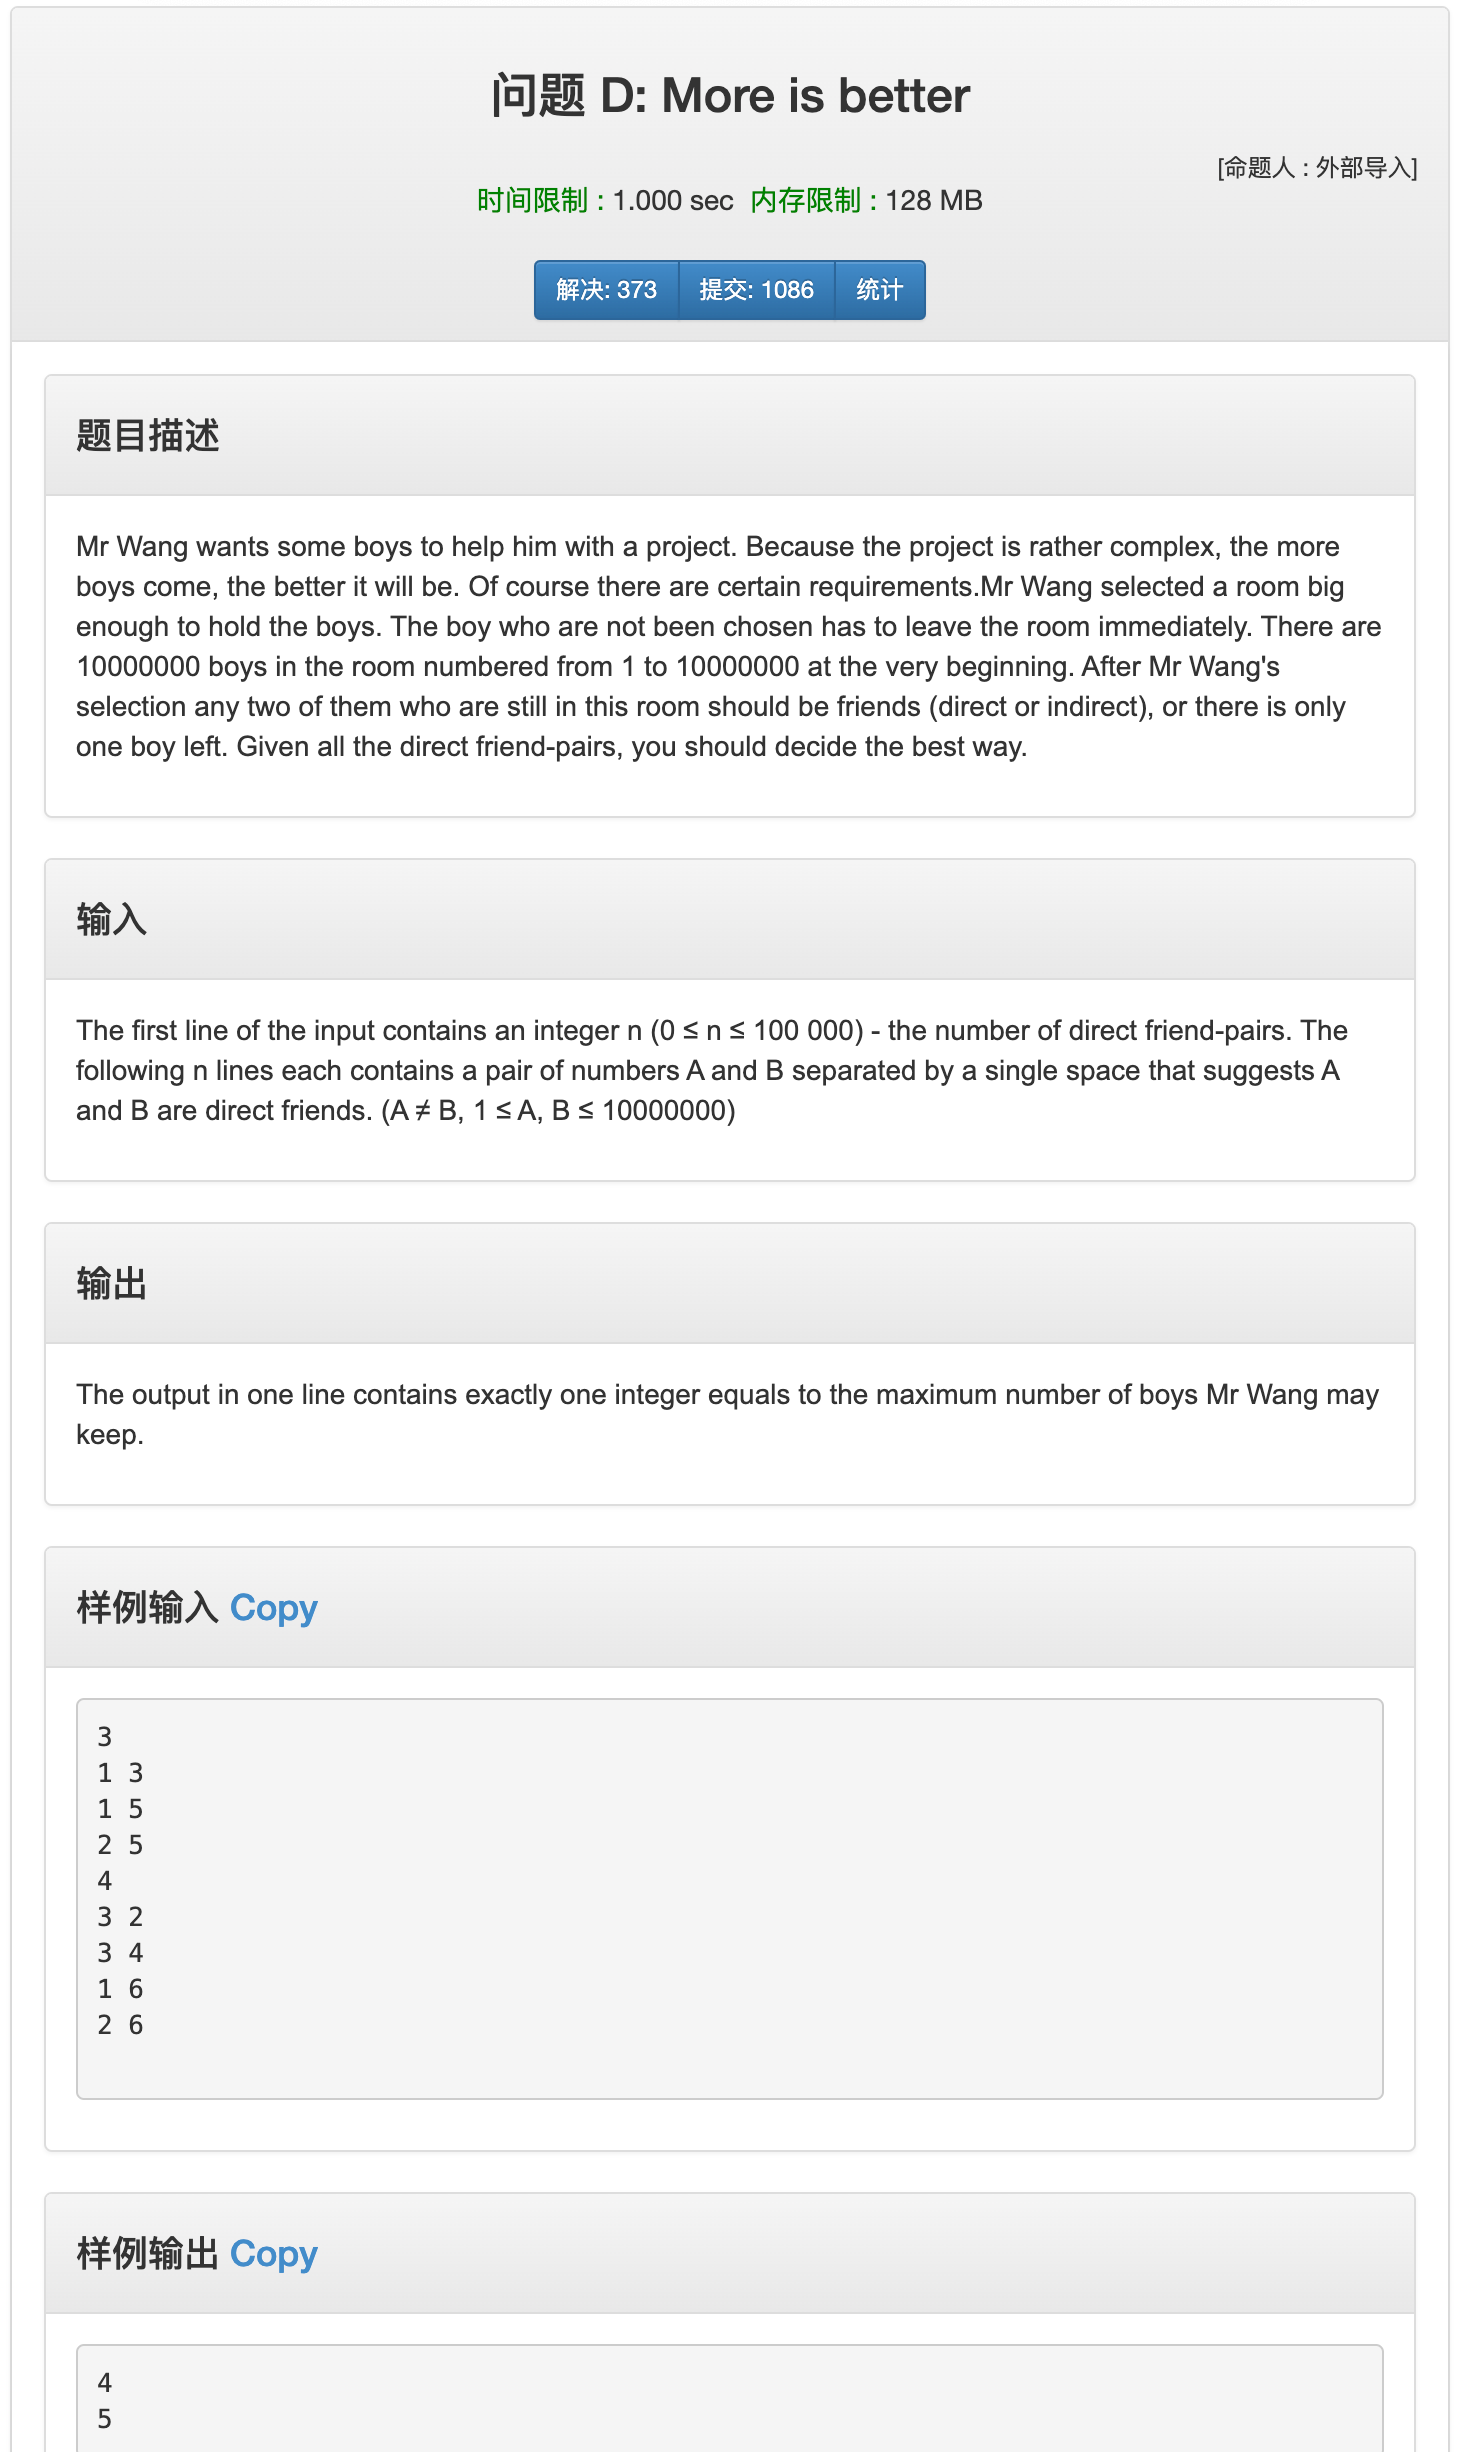 问题 D: More is better
[命题人 : 外部导入]
时间限制 : 1.000 sec 内存限制 : 128 MB
解决: 373 提交: 1086 统计
题目描述
Mr Wang wants some boys to help him with a project. Because the project is rather complex, the more
boys come, the better it will be. Of course there are certain requirements.Mr Wang selected a room big
enough to hold the boys. The boy who are not been chosen has to leave the room immediately. There are
10000000 boys in the room numbered from 1 to 10000000 at the very beginning. After Mr Wang's
selection any two of them who are still in this room should be friends (direct or indirect), or there is only
one boy left. Given all the direct friend-pairs, you should decide the best way.
输入
The first line of the input contains an integer n (0 ≤ n ≤ 100 000) - the number of direct friend-pairs. The
following n lines each contains a pair of numbers A and B separated by a single space that suggests A
and B are direct friends. (A ≠ B, 1 ≤ A, B ≤ 10000000)
输出
The output in one line contains exactly one integer equals to the maximum number of boys Mr Wang may
keep.
样例输入 Copy
3
1 3
1 5
2 5
4
3 2
3 4
1 6
2 6
样例输出 Copy
4
5